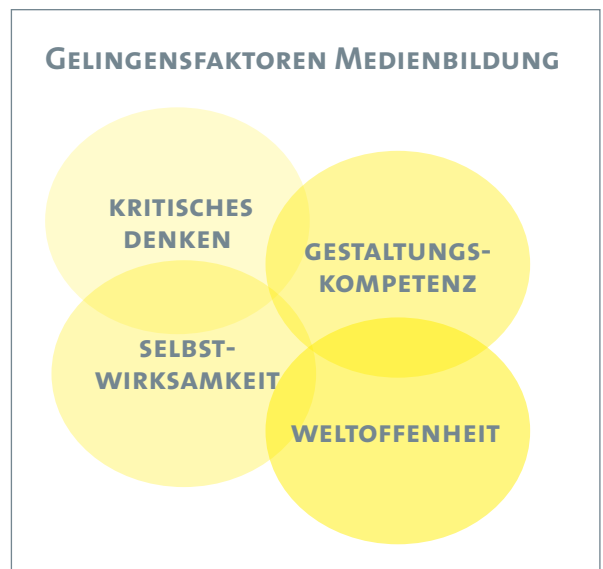 Gelingensfaktoren Medienbildung
KRITISCHES
DENKEN
GESTALTUNGS-
KOMPETENZ
SELBST-
WIRKSAMKEIT
WELTOFFENHEIT